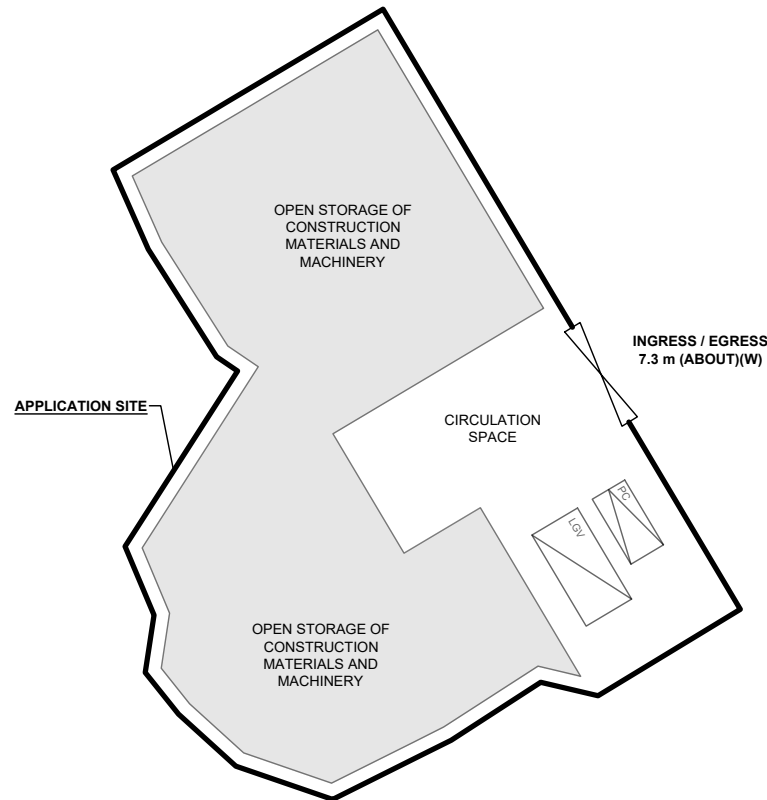 OPEN STORAGE OF
CONSTRUCTION
MATERIALS AND
MACHINERY
INGRESS / EGRESS
7.3 m (ABOUT)(W)
APPLICATION SITE
CIRCULATION
SPACE
PC
LGV
OPEN STORAGE OF
CONSTRUCTION
MATERIALS AND
MACHINERY